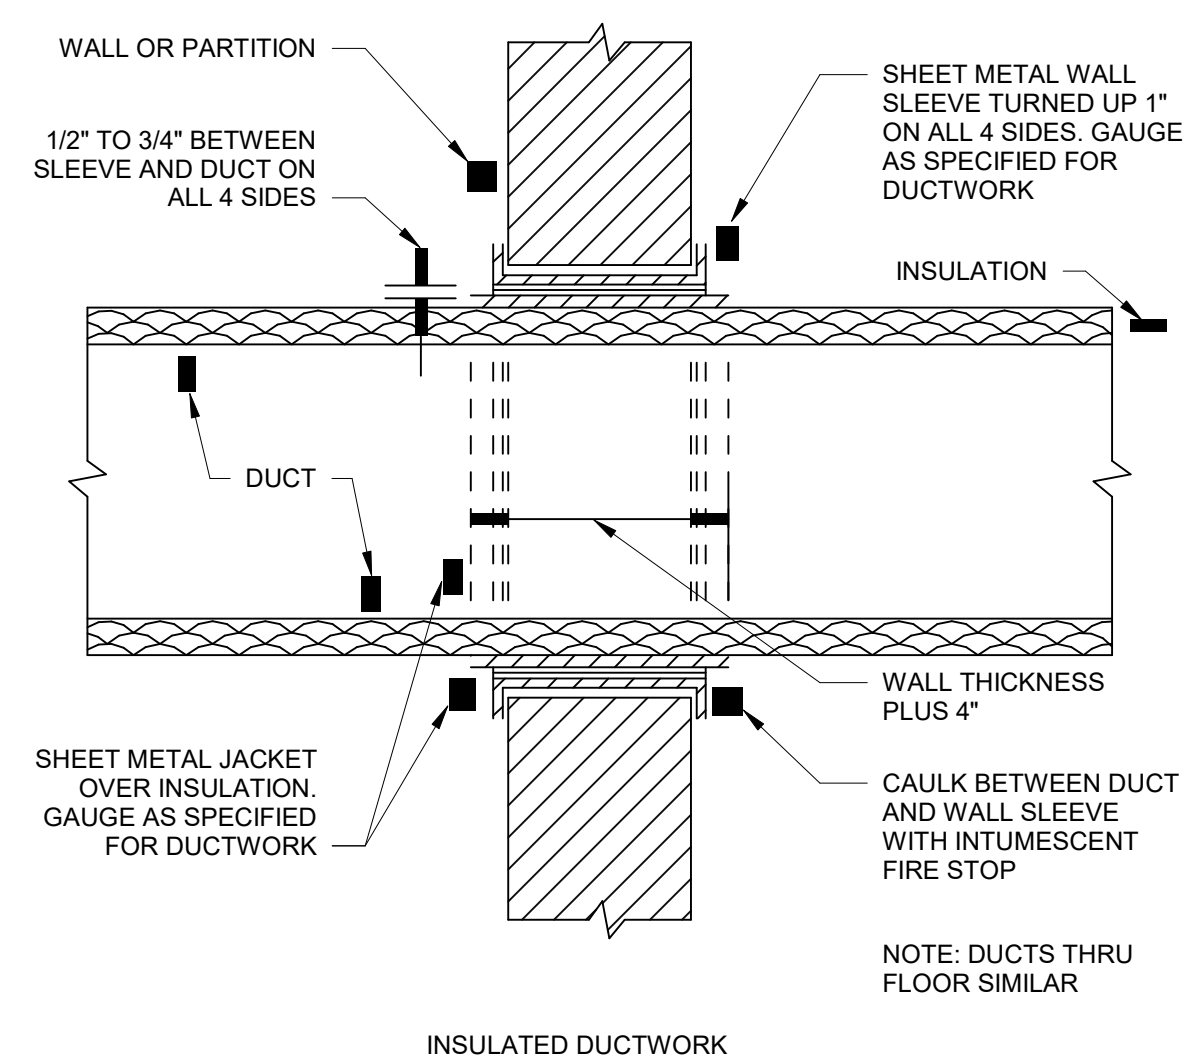 WALL OR PARTITION
1/2" TO 3/4" BETWEEN
SLEEVE AND DUCT ON
ALL 4 SIDES
SHEET METAL WALL
SLEEVE TURNED UP 1"
ON ALL 4 SIDES. GAUGE
AS SPECIFIED FOR
DUCTWORK
INSULATION
DUCT
WALL THICKNESS
PLUS 4"
SHEET METAL JACKET
OVER INSULATION.
GAUGE AS SPECIFIED
FOR DUCTWORK
CAULK BETWEEN DUCT
AND WALL SLEEVE
WITH INTUMESCENT
FIRE STOP
NOTE: DUCTS THRU
FLOOR SIMILAR
INSULATED DUCTWORK